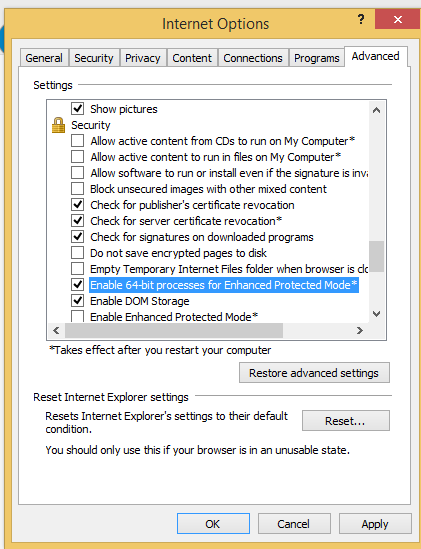 Internet Options
? X
General Security Privacy Content Connections Programs Advanced
Settings
Show pictures
Security
Allow active content from CDs to run on My Computer*
Allow active content to run in files on My Computer*
Allow software to run or install even if the signature is
Block unsecured images with other mixed content
Check for publisher's certificate revocation
Check for server certificate revocation*
Check for signatures on downloaded programs
Do not save encrypted pages to disk
Empty Temporary Internet Files folder when browser is
Enable 64-bit processes for Enhanced Protected Mode*
Enable DOM Storage
Enable Enhanced Protected Mode*
*Takes effect after you restart your computer
Restore advanced settings
Reset Internet Explorer settings
Resets Internet Explorer's settings to their default
condition.
Reset...
You should only use this if your browser is in an unusable state.
OK Cancel Apply